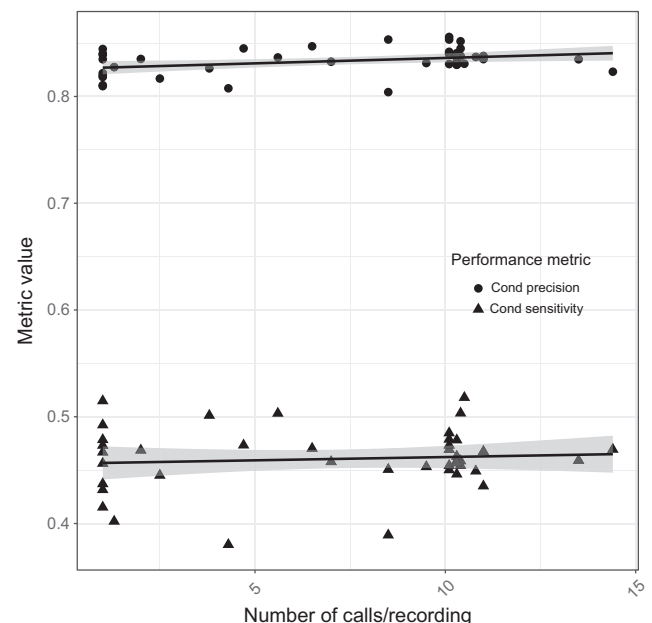 0.8
0.7
0.6
0.5
0.4
Metric value
Performance metric
Cond precision
Cond sensitivity
5
10
15
Number of calls/recording